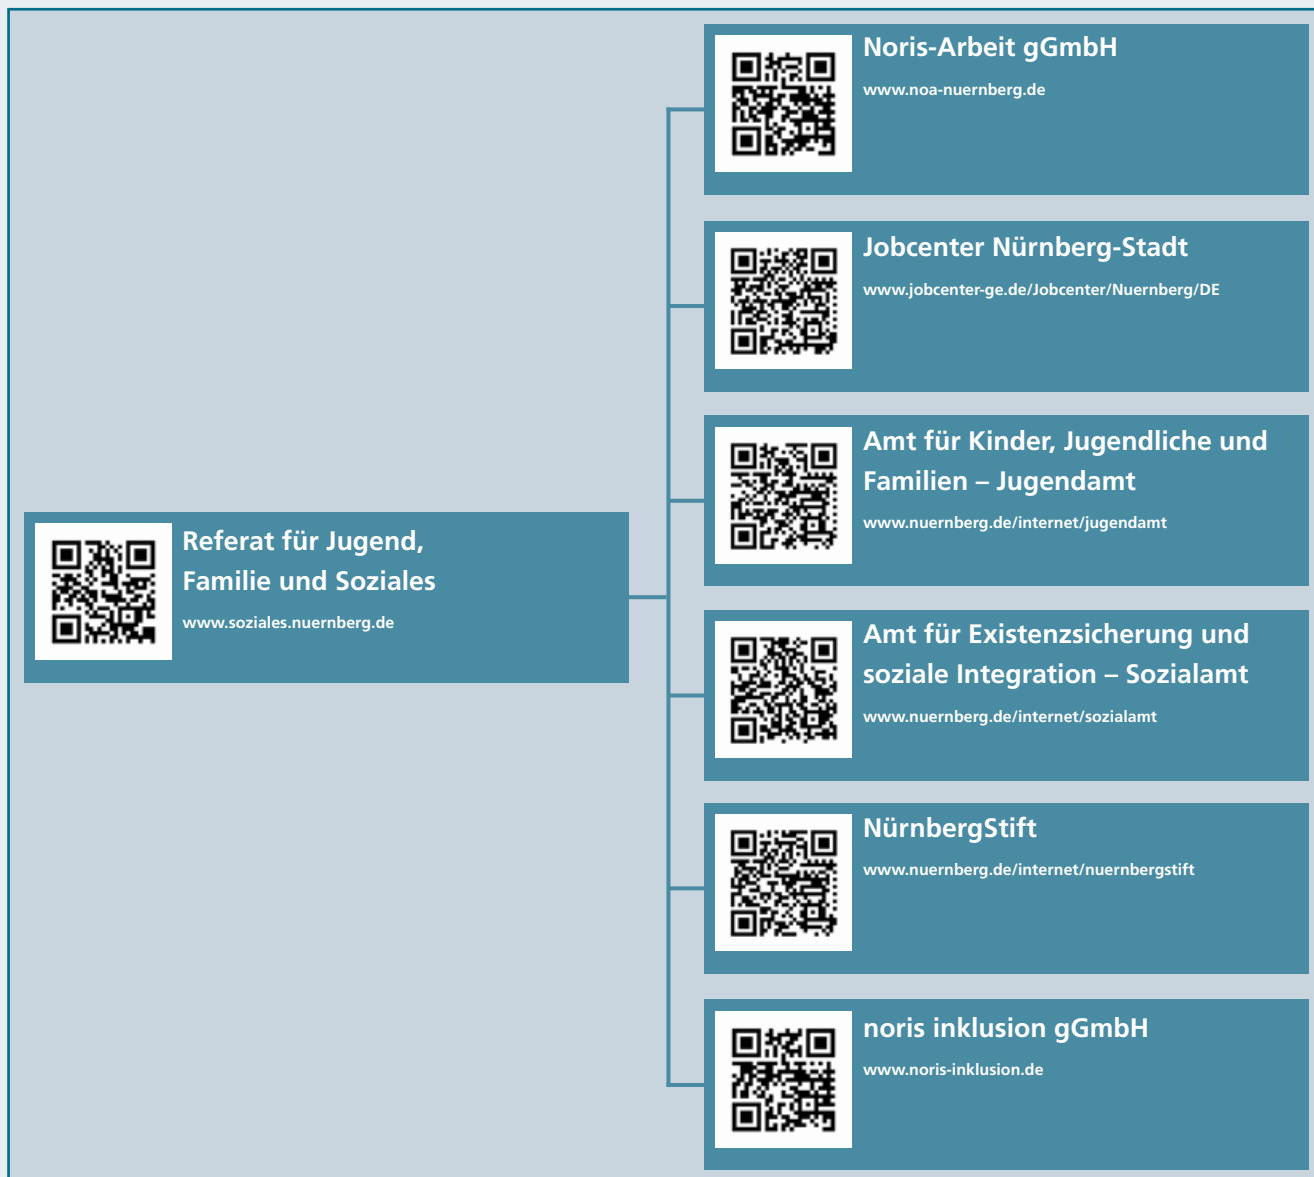 Referat für Jugend,
Familie und Soziales
www.soziales.nuernberg.de
Noris-Arbeit gGmbH
www.noa-nuernberg.de
Jobcenter Nürnberg-Stadt
www.jobcenter-ge.de/Jobcenter/Nuernberg/DE
Amt für Kinder, Jugendliche und
Familien – Jugendamt
www.nuernberg.de/internet/jugendamt
Amt für Existenzsicherung und
soziale Integration – Sozialamt
www.nuernberg.de/internet/sozialamt
NürnbergStift
www.nuernberg.de/internet/nuernbergstift
noris inklusion gGmbH
www.noris-inklusion.de